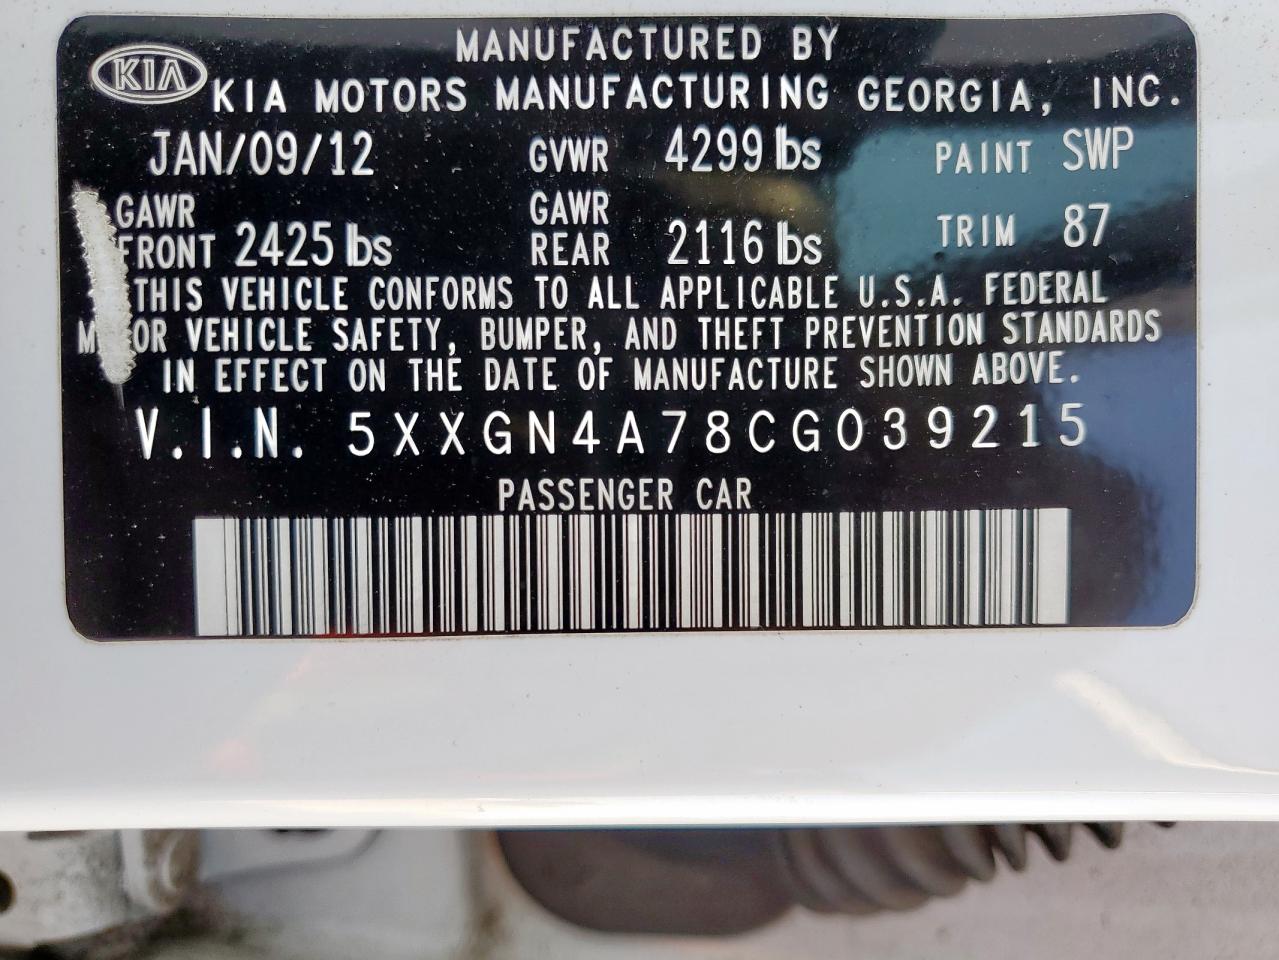 MANUFACTURED BY
KIA KIA MOTORS MANUFACTURING GEORGIA, INC.
JAN/09/12 GVWR 4299 lbs PAINT SWP
GAWR GAWR
FRONT 2425 lbs REAR 2116 lbs TRIM 87
THIS VEHICLE CONFORMS TO ALL APPLICABLE U.S.A. FEDERAL
MOTOR VEHICLE SAFETY, BUMPER, AND THEFT PREVENTION STANDARDS
IN EFFECT ON THE DATE OF MANUFACTURE SHOWN ABOVE.
V.I.N. 5XXGN4A78CG039215
PASSENGER CAR